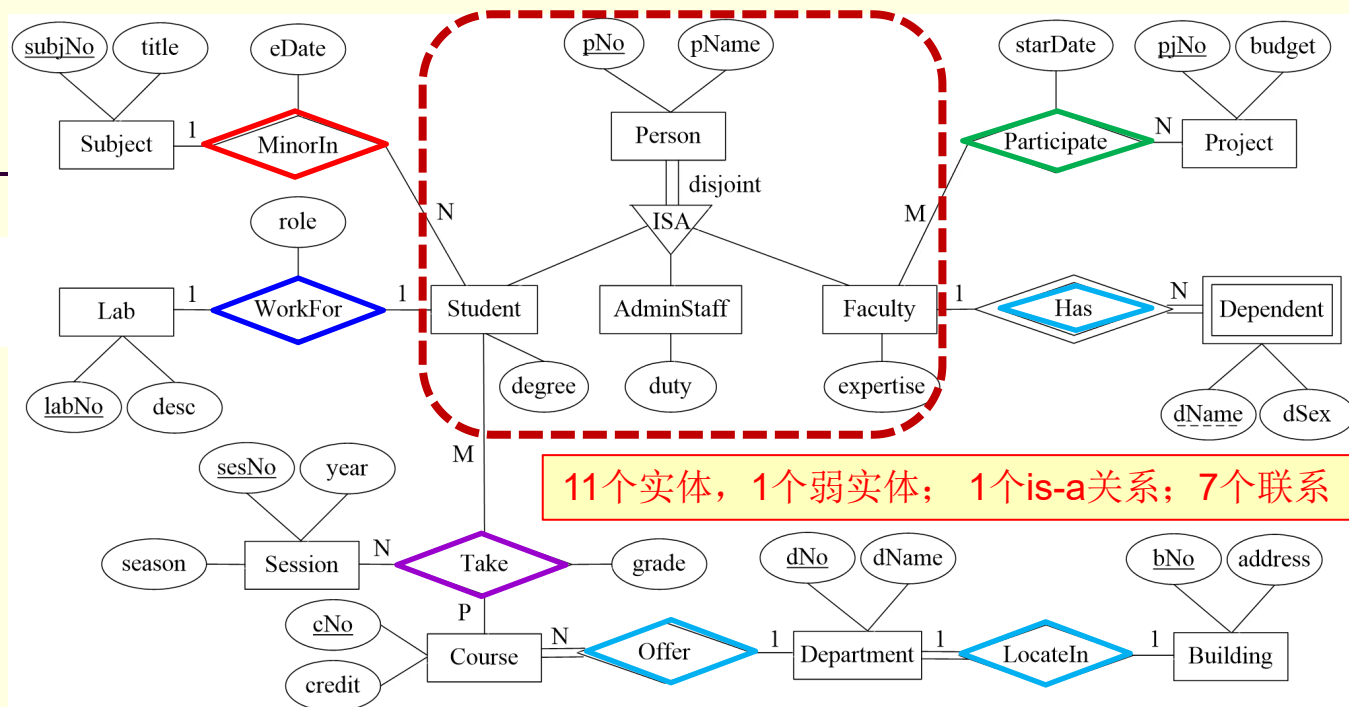 subjNo title eDate pNo pName starDate pjNo budget
Subject 1 MinorIn Person Participate N Project
disjoint
N ISA M
role
Lab 1 WorkFor 1 Student AdminStaff Faculty 1 Has N Dependent
labNo desc degree duty expertise dName dSex
M
sesNo year
11个实体，1个弱实体； 1个is-a关系；7个联系
season Session N Take grade dNo dName bNo address
P
cNo
Course N Offer 1 Department 1 LocateIn 1 Building
credit